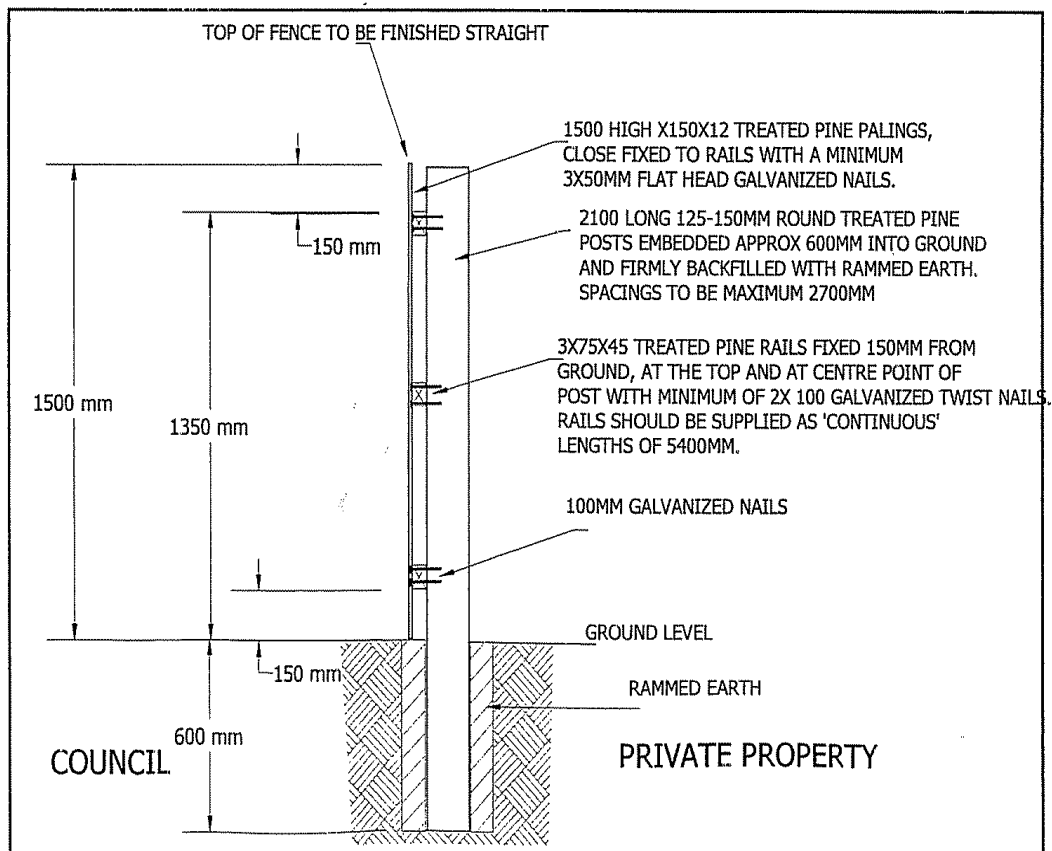 TOP OF FENCE TO BE FINISHED STRAIGHT
1500 HIGH X150X12 TREATED PINE PALINGS,
CLOSE FIXED TO RAILS WITH A MINIMUM
3X50MM FLAT HEAD GALVANIZED NAILS.
150 mm
2100 LONG 125-150MM ROUND TREATED PINE
POSTS EMBEDDED APPROX 600MM INTO GROUND
AND FIRMLY BACKFILLED WITH RAMMED EARTH.
SPACINGS TO BE MAXIMUM 2700MM
3X75X45 TREATED PINE RAILS FIXED 150MM FROM
GROUND, AT THE TOP AND AT CENTRE POINT OF
POST WITH MINIMUM OF 2X 100 GALVANIZED TWIST NAILS.
RAILS SHOULD BE SUPPLIED AS 'CONTINUOUS'
LENGTHS OF 5400MM.
1500 mm
1350 mm
100MM GALVANIZED NAILS
GROUND LEVEL
150 mm
RAMMED EARTH
600 mm
COUNCIL
PRIVATE PROPERTY